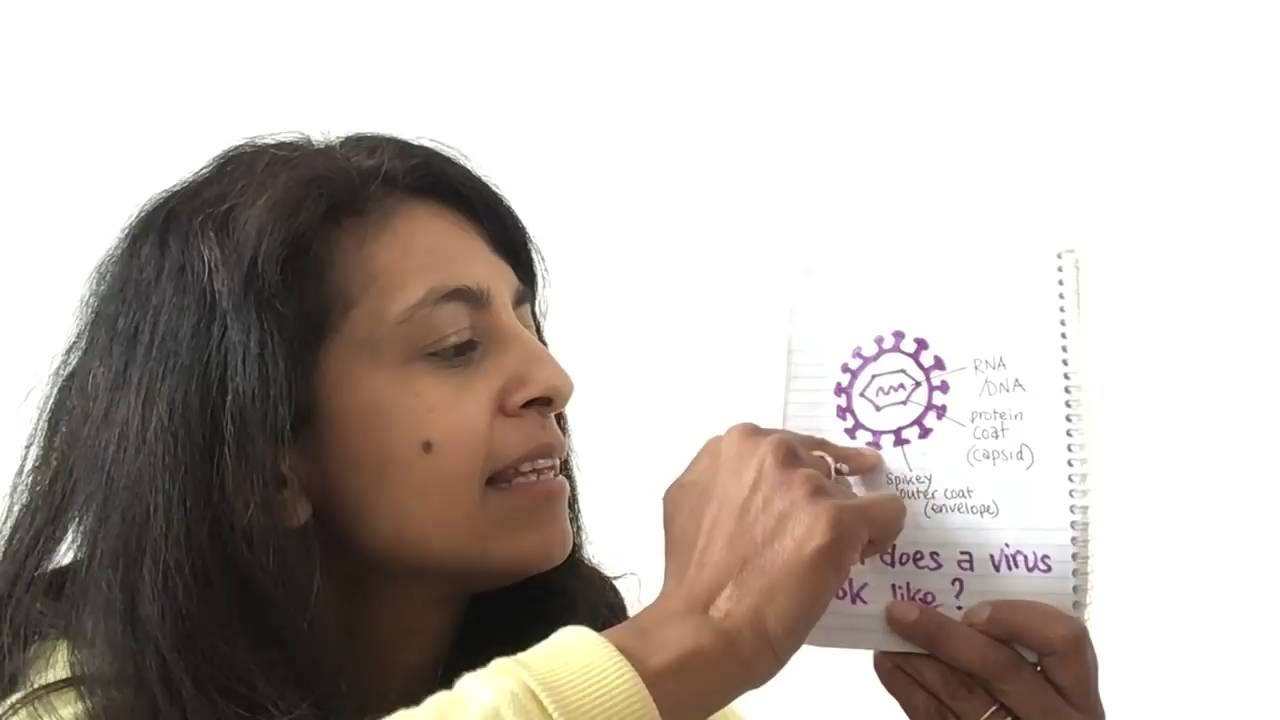 RNA
/DNA
protein
coat
(capsid)
Spikey
outer coat
(envelope)
does a virus
like?